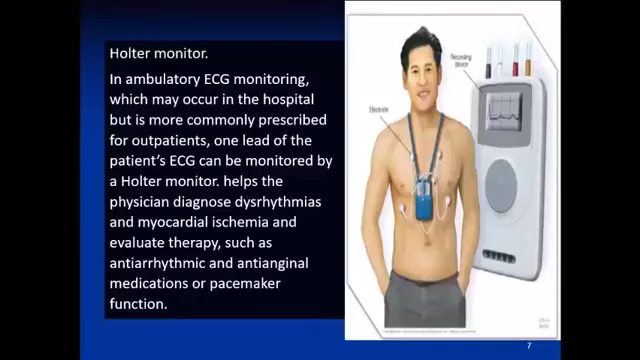 Holter monitor.
In ambulatory ECG monitoring,
which may occur in the hospital
but is more commonly prescribed
for outpatients, one lead of the
patient's ECG can be monitored by
a Holter monitor. helps the
physician diagnose dysrhythmias
and myocardial ischemia and
evaluate therapy, such as
antiarrhythmic and antianginal
medications or pacemaker
function.
Recording
device
Electrode
7